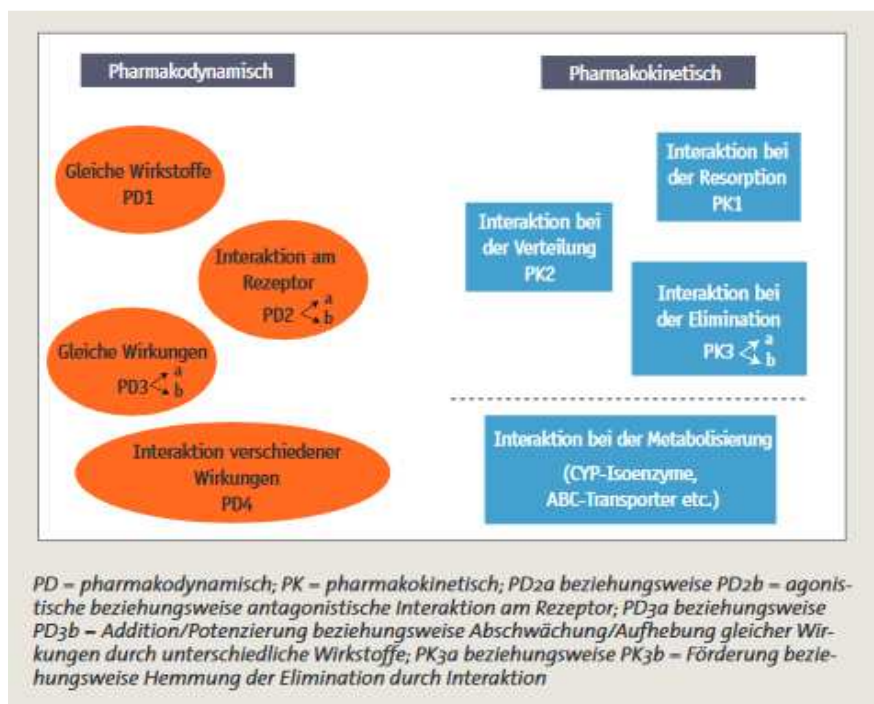 Pharmakodynamisch
Gleiche Wirkstoffe
PD1
Interaktion am
Rezeptor
PD2
a
b
Gleiche Wirkungen
PD3
a
b
Interaktion verschiedener
Wirkungen
PD4
Pharmakokinetisch
Interaktion bei
der Resorption
PK1
Interaktion bei
der Verteilung
PK2
Interaktion bei
der Elimination
PK3
a
b
Interaktion bei der Metabolisierung
(CYP-Isoenzyme,
ABC-Transporter etc.)
PD = pharmakodynamisch; PK = pharmakokinetisch; PD2a beziehungsweise PD2b = agonis-
tische beziehungsweise antagonistische Interaktion am Rezeptor; PD3a beziehungsweise
PD3b = Addition/Potenzierung beziehungsweise Abschwächung/Aufhebung gleicher Wir-
kungen durch unterschiedliche Wirkstoffe; PK3a beziehungsweise PK3b = Förderung bezie-
hungsweise Hemmung der Elimination durch Interaktion